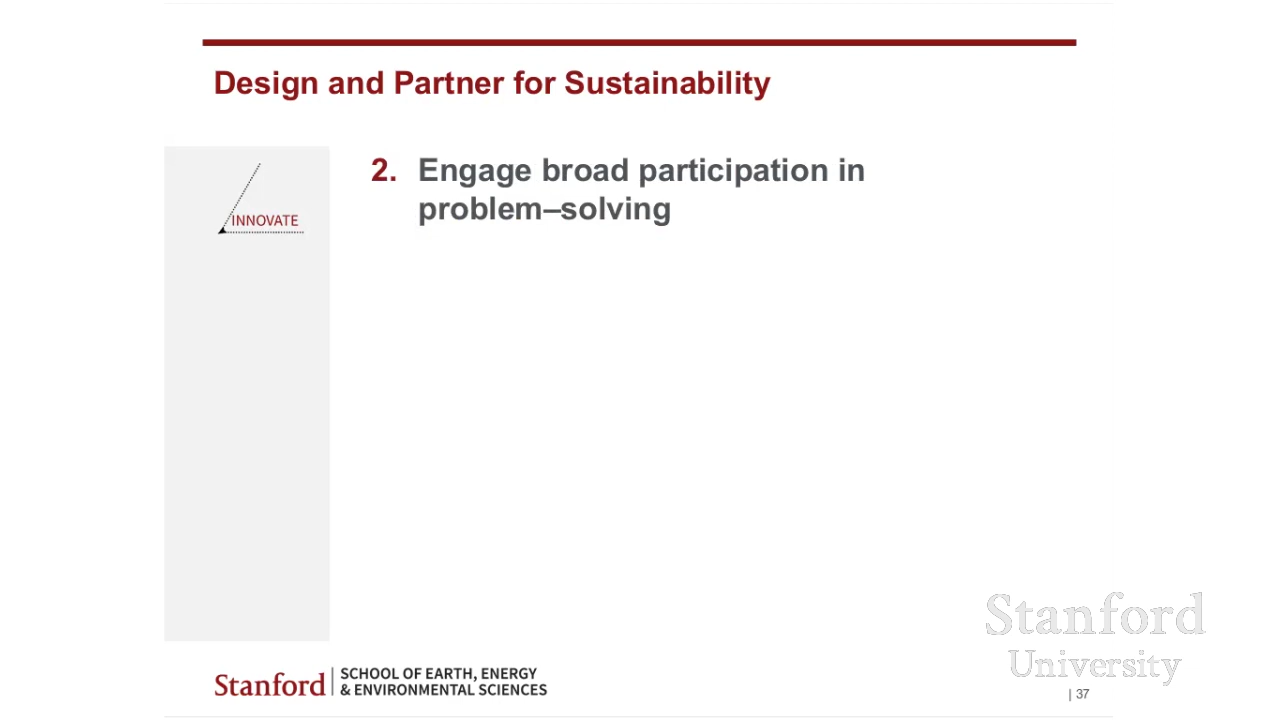 Design and Partner for Sustainability
INNOVATE
2. Engage broad participation in
problem–solving
Stanford
University
Stanford | SCHOOL OF EARTH, ENERGY
& ENVIRONMENTAL SCIENCES
| 37